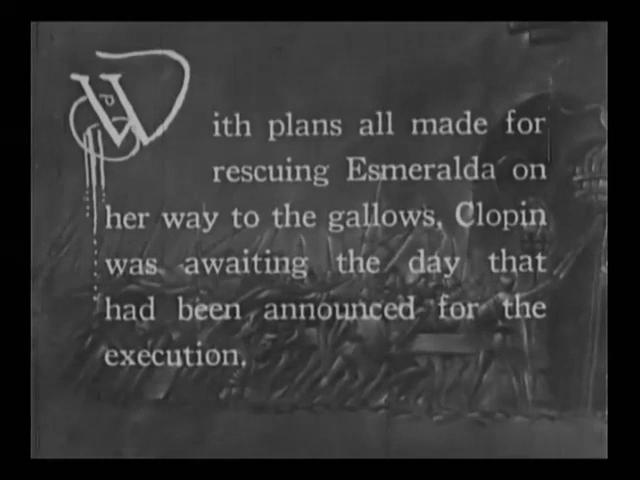 With plans all made for
rescuing Esmeralda on
her way to the gallows, Clopin
was awaiting the day that
had been announced for the
execution.